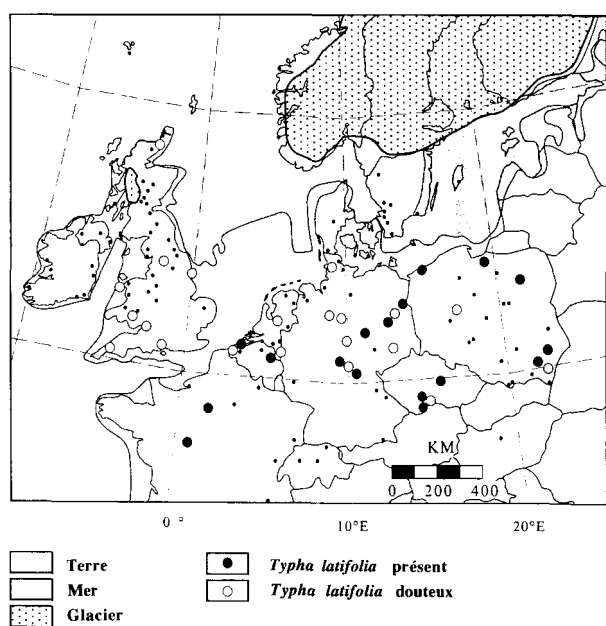 KM
0 200 400
0 ° 10°E 20°E
Terre Typha latifolia présent
Mer Typha latifolia douteux
Glacier